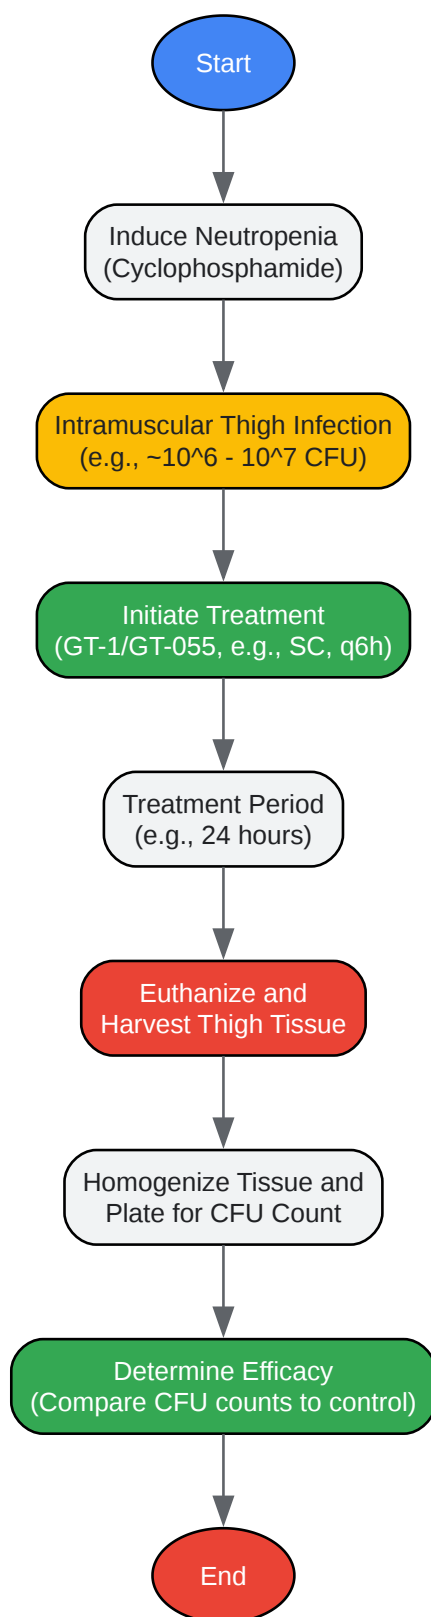 Start
Induce Neutropenia
(Cyclophosphamide)
Intramuscular Thigh Infection
(e.g., ~10^6 - 10^7 CFU)
Initiate Treatment
(GT-1/GT-055, e.g., SC, q6h)
Treatment Period
(e.g., 24 hours)
Euthanize and
Harvest Thigh Tissue
Homogenize Tissue and
Plate for CFU Count
Determine Efficacy
(Compare CFU counts to control)
End